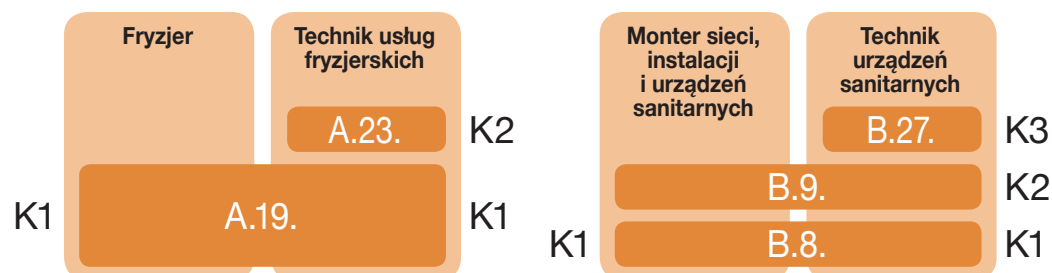 Fryzjer
Technik usług
fryzjerskich
A.23.
K2
K1
A.19.
K1
Monter sieci,
instalacji
i urządzeń
sanitarnych
Technik
urządzeń
sanitarnych
B.27.
K3
B.9.
K2
K1
B.8.
K1